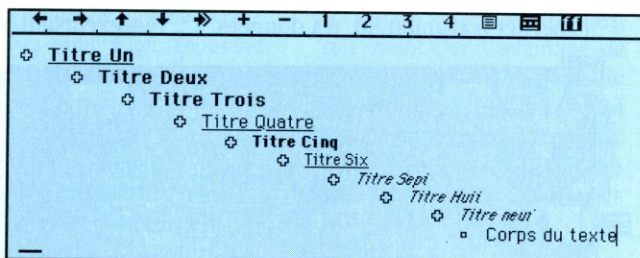 + − 1 2 3 4
Titre Un
Titre Deux
Titre Trois
Titre Quatre
Titre Cinq
Titre Six
Titre Sept
Titre Huit
Titre neuf
Corps du texte